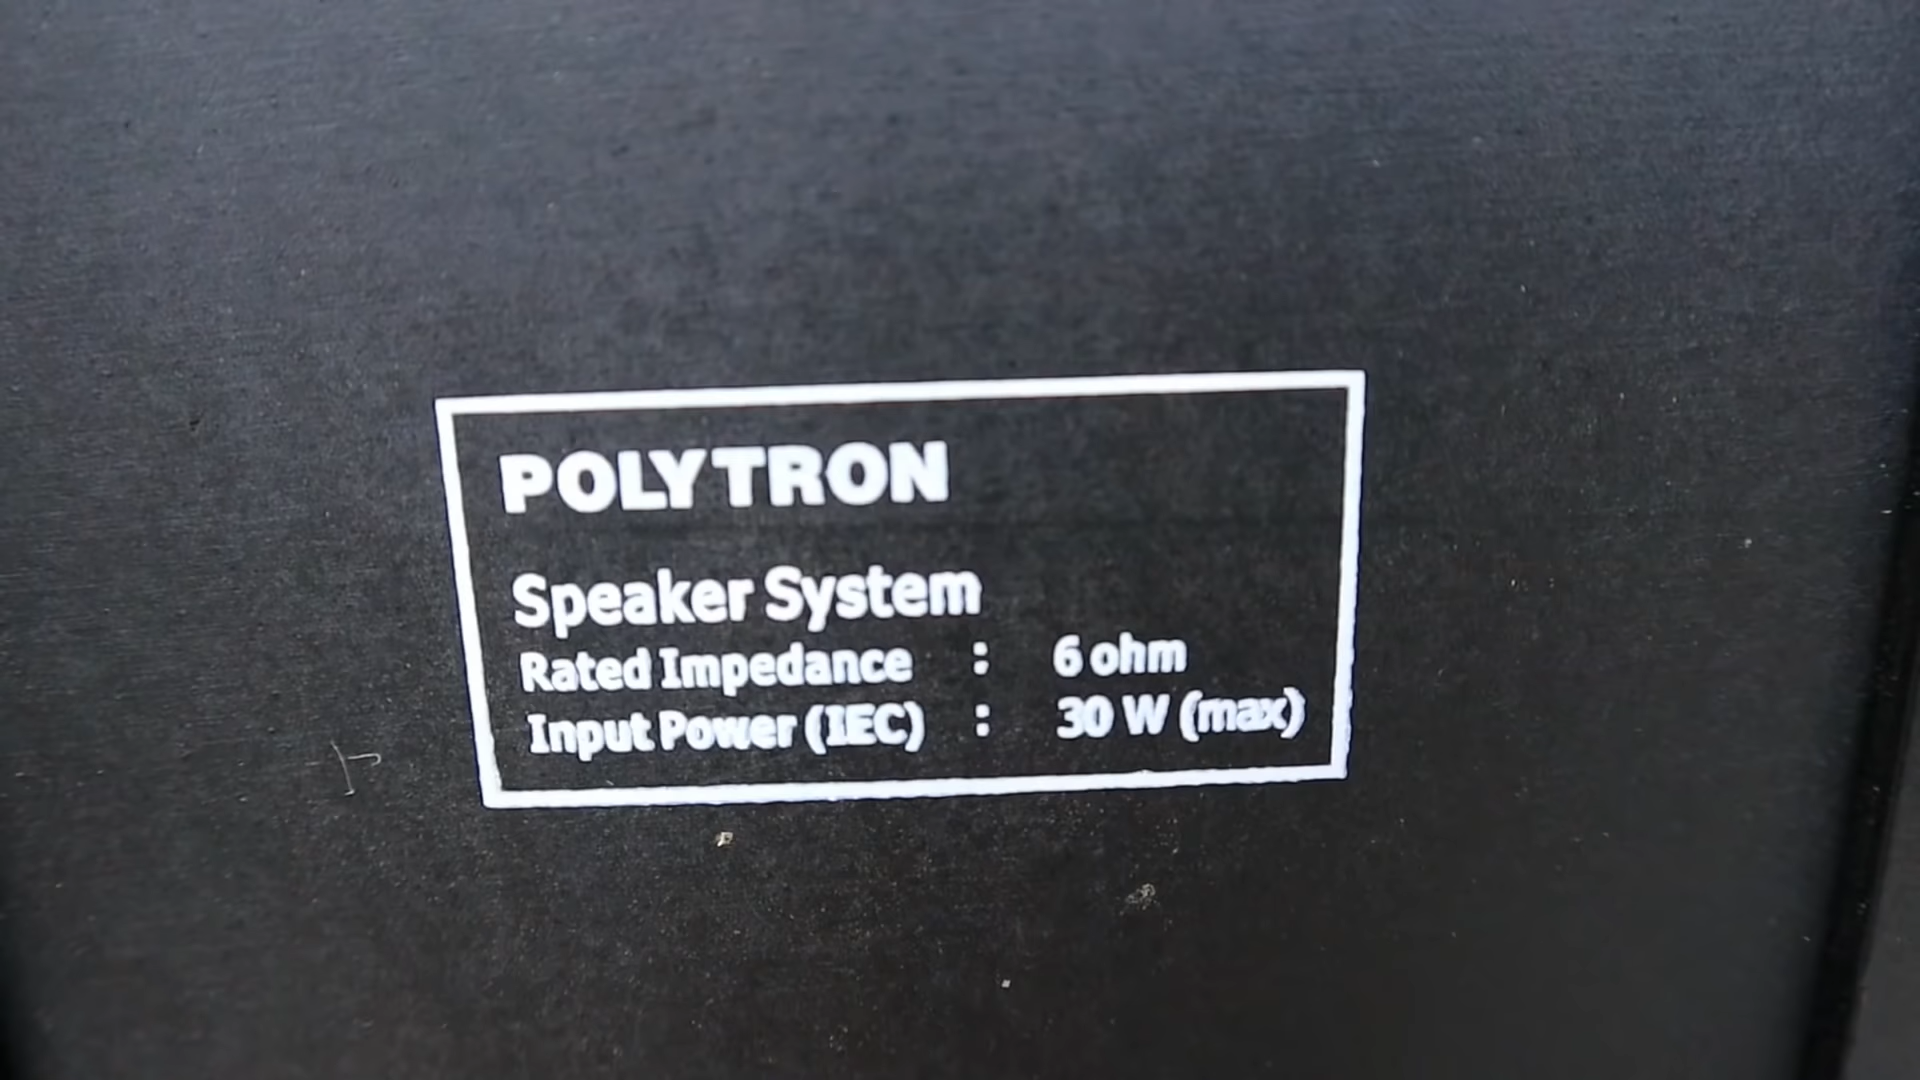 POLYTRON
Speaker System
Rated Impedance : 6 ohm
Input Power (IEC) : 30 W (max)